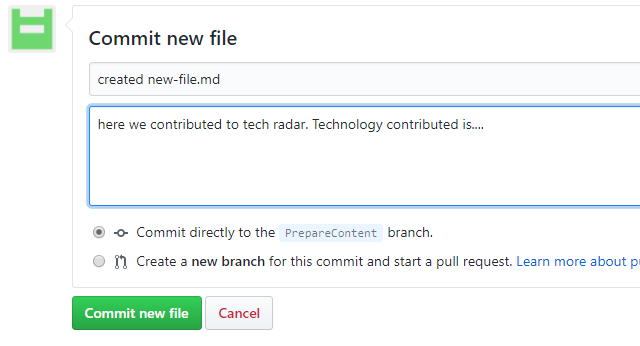 Commit new file
created new-file.md
here we contributed to tech radar. Technology contributed is....
Commit directly to the PrepareContent branch.
Create a new branch for this commit and start a pull request. Learn more about
Commit new file Cancel